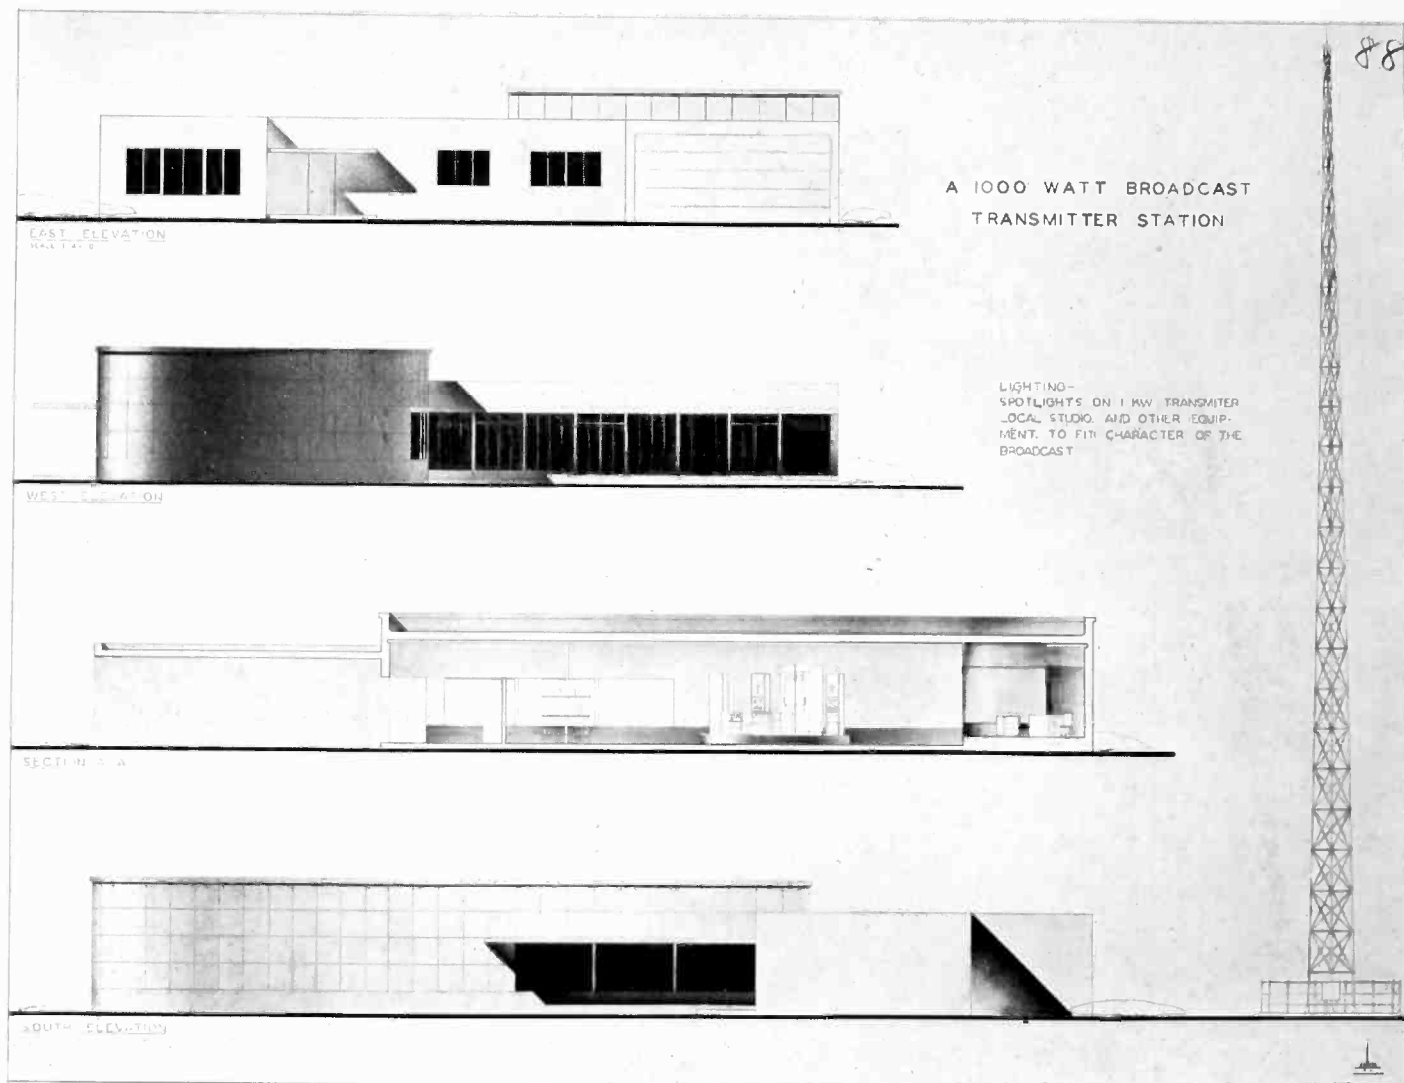 88
A 1000 WATT BROADCAST
TRANSMITTER STATION
EAST ELEVATION
LIGHTING-
SPOTLIGHTS ON 1 KW TRANSMITER
LOCAL STUDIO, AND OTHER EQUIP-
MENT, TO FIT CHARACTER OF THE
BROADCAST
WEST ELEVATION
SECTION A A
SOUTH ELEVATION